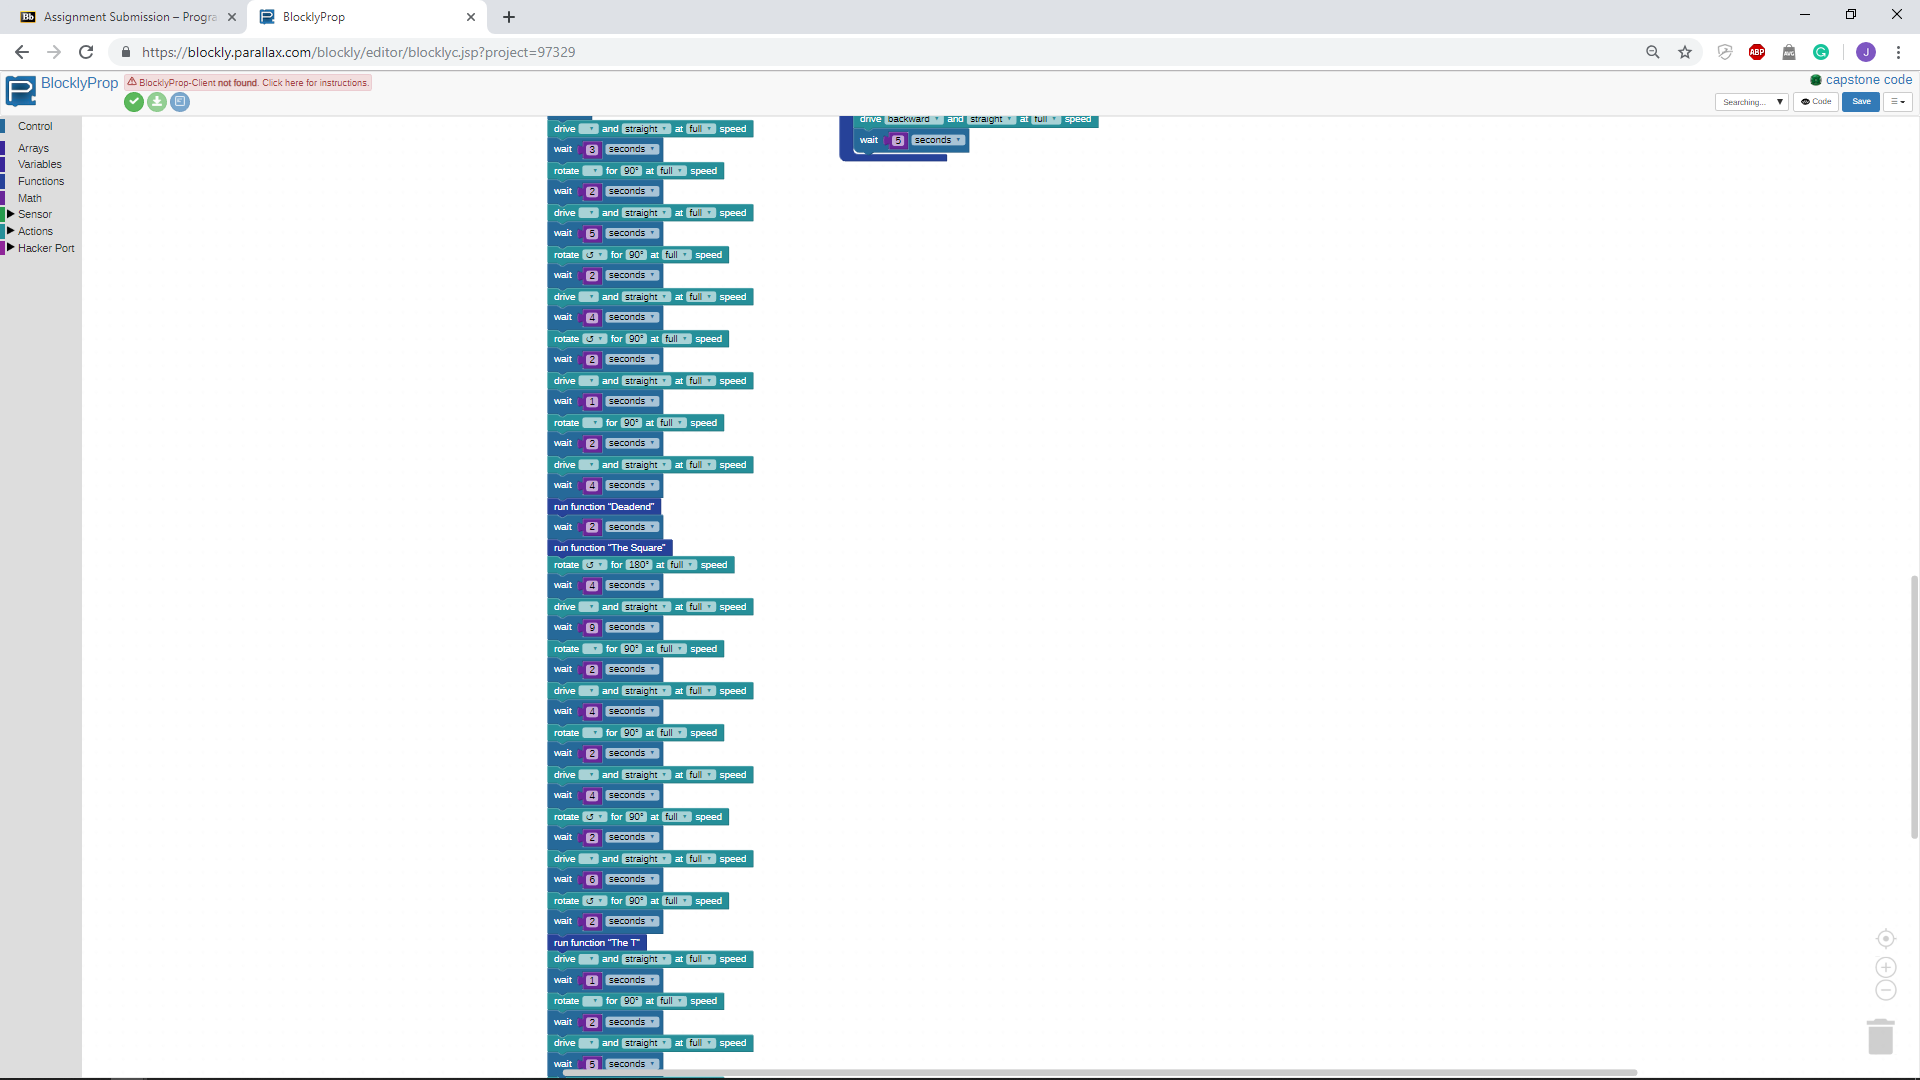 Bb Assignment Submission – Progra
BlocklyProp
https://blockly.parallax.com/blockly/editor/blocklyc.jsp?project=97329
ABP
AVG
J
BlocklyProp
BlocklyProp-Client not found. Click here for instructions.
capstone code
Searching...
Code
Save
Control
Arrays
Variables
Functions
Math
Sensor
Actions
Hacker Port
drive and straight at full speed
wait 3 seconds
rotate for 90° at full speed
wait 2 seconds
drive and straight at full speed
wait 5 seconds
rotate ↺ for 90° at full speed
wait 2 seconds
drive and straight at full speed
wait 4 seconds
rotate ↺ for 90° at full speed
wait 2 seconds
drive and straight at full speed
wait 1 seconds
rotate for 90° at full speed
wait 2 seconds
drive and straight at full speed
wait 4 seconds
run function "Deadend"
wait 2 seconds
run function "The Square"
rotate ↺ for 180° at full speed
wait 4 seconds
drive and straight at full speed
wait 9 seconds
rotate for 90° at full speed
wait 2 seconds
drive and straight at full speed
wait 4 seconds
rotate for 90° at full speed
wait 2 seconds
drive and straight at full speed
wait 4 seconds
rotate ↺ for 90° at full speed
wait 2 seconds
drive and straight at full speed
wait 6 seconds
rotate ↺ for 90° at full speed
wait 2 seconds
run function "The T"
drive and straight at full speed
wait 1 seconds
rotate for 90° at full speed
wait 2 seconds
drive and straight at full speed
wait 5 seconds
drive backward and straight at full speed
wait 5 seconds